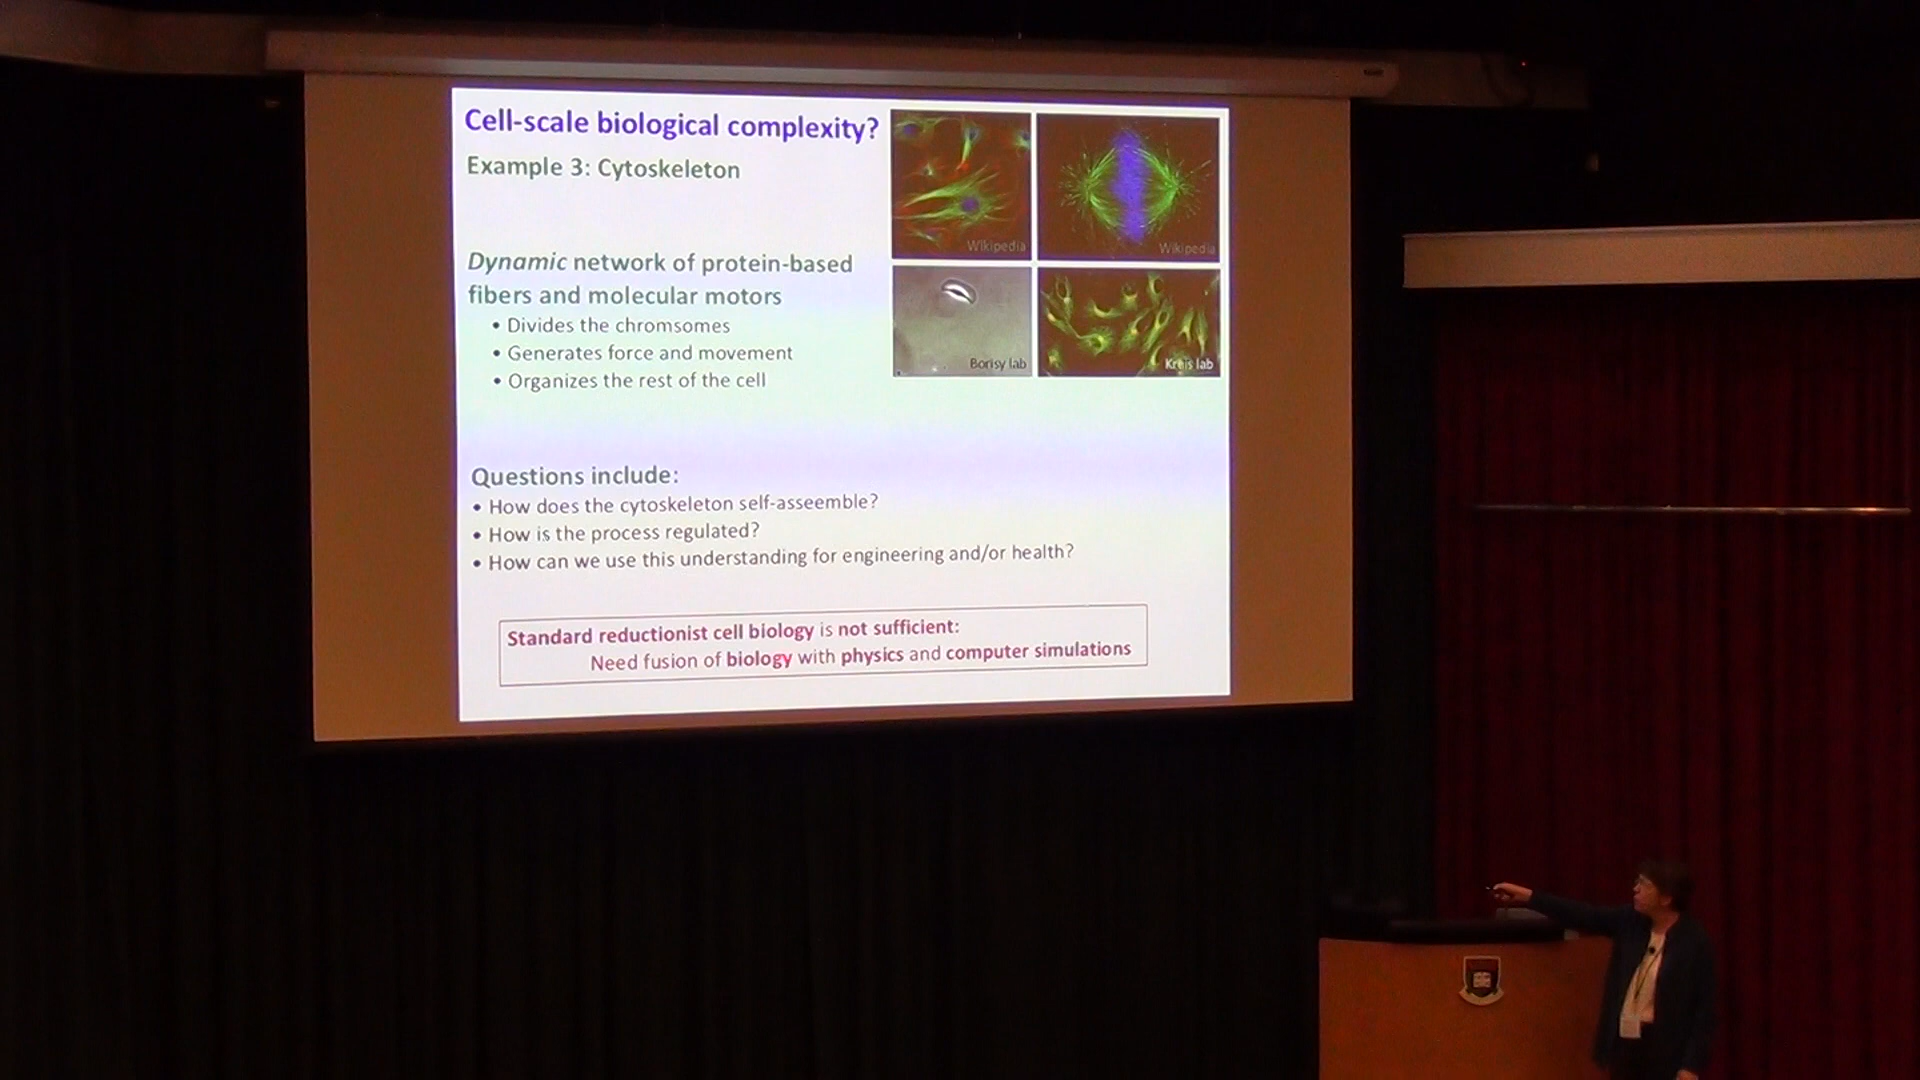 Cell-scale biological complexity?
Example 3: Cytoskeleton
Wikipedia
Wikipedia
Dynamic network of protein-based
fibers and molecular motors
• Divides the chromsomes
• Generates force and movement
• Organizes the rest of the cell
Borisy lab
Kreis lab
Questions include:
• How does the cytoskeleton self-asseemble?
• How is the process regulated?
• How can we use this understanding for engineering and/or health?
Standard reductionist cell biology is not sufficient:
Need fusion of biology with physics and computer simulations